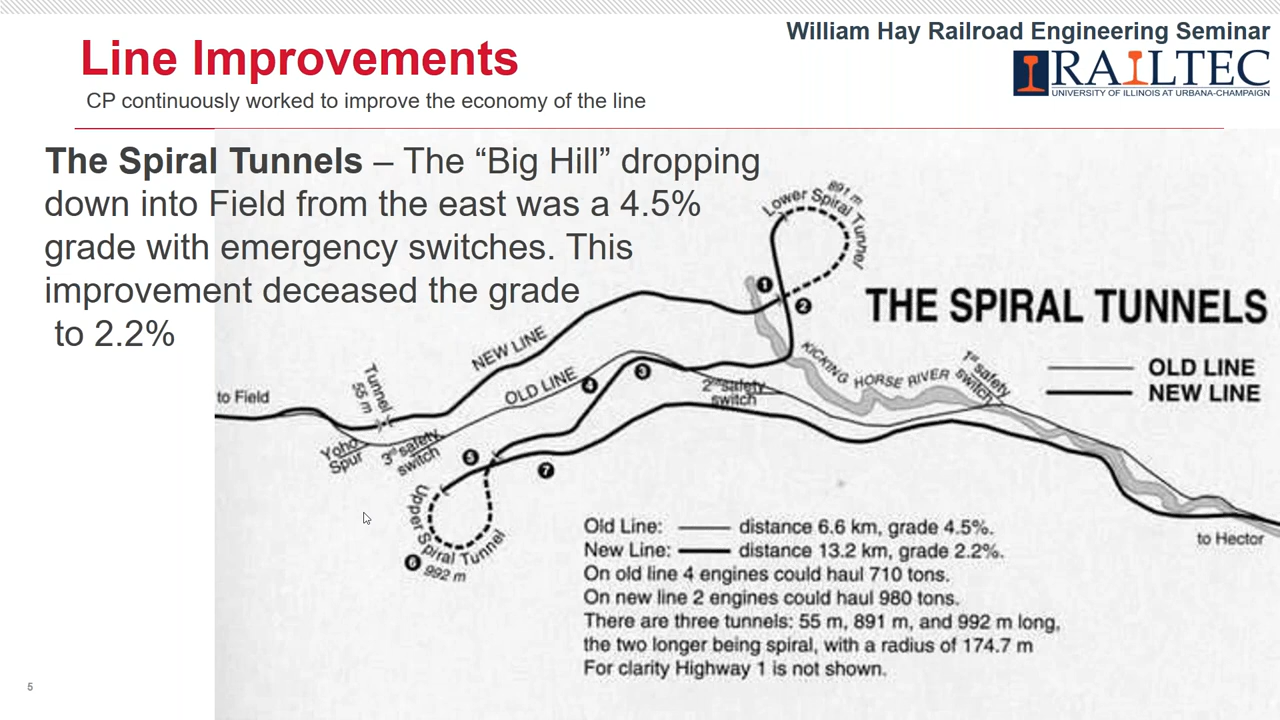 William Hay Railroad Engineering Seminar
RAILTEC
UNIVERSITY OF ILLINOIS AT URBANA-CHAMPAIGN
Line Improvements
CP continuously worked to improve the economy of the line
The Spiral Tunnels – The “Big Hill” dropping
down into Field from the east was a 4.5%
grade with emergency switches. This
improvement deceased the grade
to 2.2%
891 m
Lower Spiral Tunnel
1
2
THE SPIRAL TUNNELS
NEW LINE
OLD LINE
KICKING HORSE RIVER
1st safety
switch
OLD LINE
NEW LINE
Tunnel
55 m
to Field
4
3
2nd safety
switch
Yoho
Spur
3rd safety
switch
5
7
Upper Spiral Tunnel
6
992 m
to Hector
Old Line: distance 6.6 km, grade 4.5%.
New Line: distance 13.2 km, grade 2.2%.
On old line 4 engines could haul 710 tons.
On new line 2 engines could haul 980 tons.
There are three tunnels: 55 m, 891 m, and 992 m long,
the two longer being spiral, with a radius of 174.7 m
For clarity Highway 1 is not shown.
5